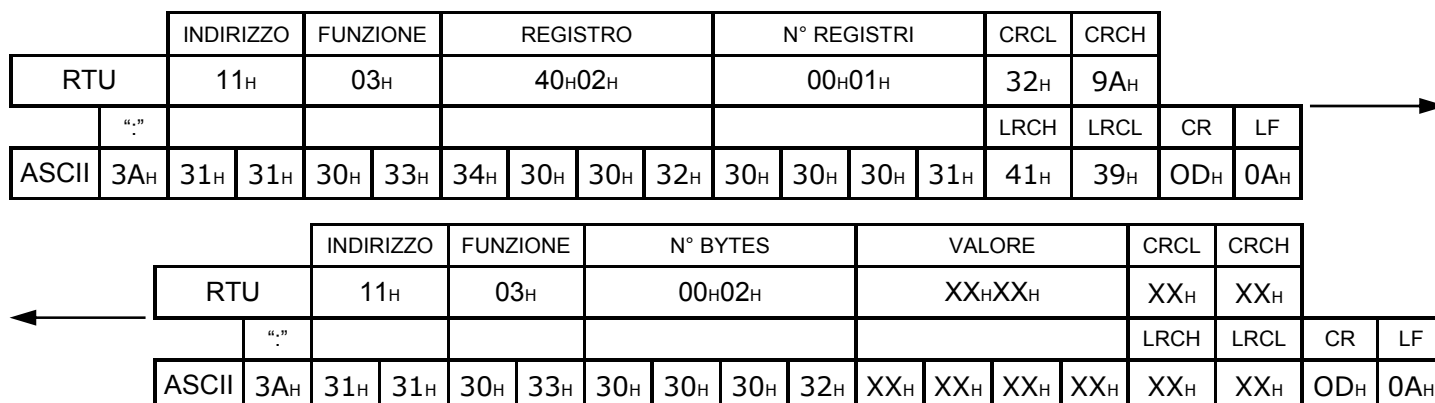 INDIRIZZO FUNZIONE REGISTRO N° REGISTRI CRCL CRCH
RTU 11H 03H 40H02H 00H01H 32H 9AH
“:” LRCH LRCL CR LF
ASCII 3AH 31H 31H 30H 33H 34H 30H 30H 32H 30H 30H 30H 31H 41H 39H ODH 0AH
INDIRIZZO FUNZIONE N° BYTES VALORE CRCL CRCH
RTU 11H 03H 00H02H XXHXXH XXH XXH
“:” LRCH LRCL CR LF
ASCII 3AH 31H 31H 30H 33H 30H 30H 30H 32H XXH XXH XXH XXH XXH XXH ODH 0AH